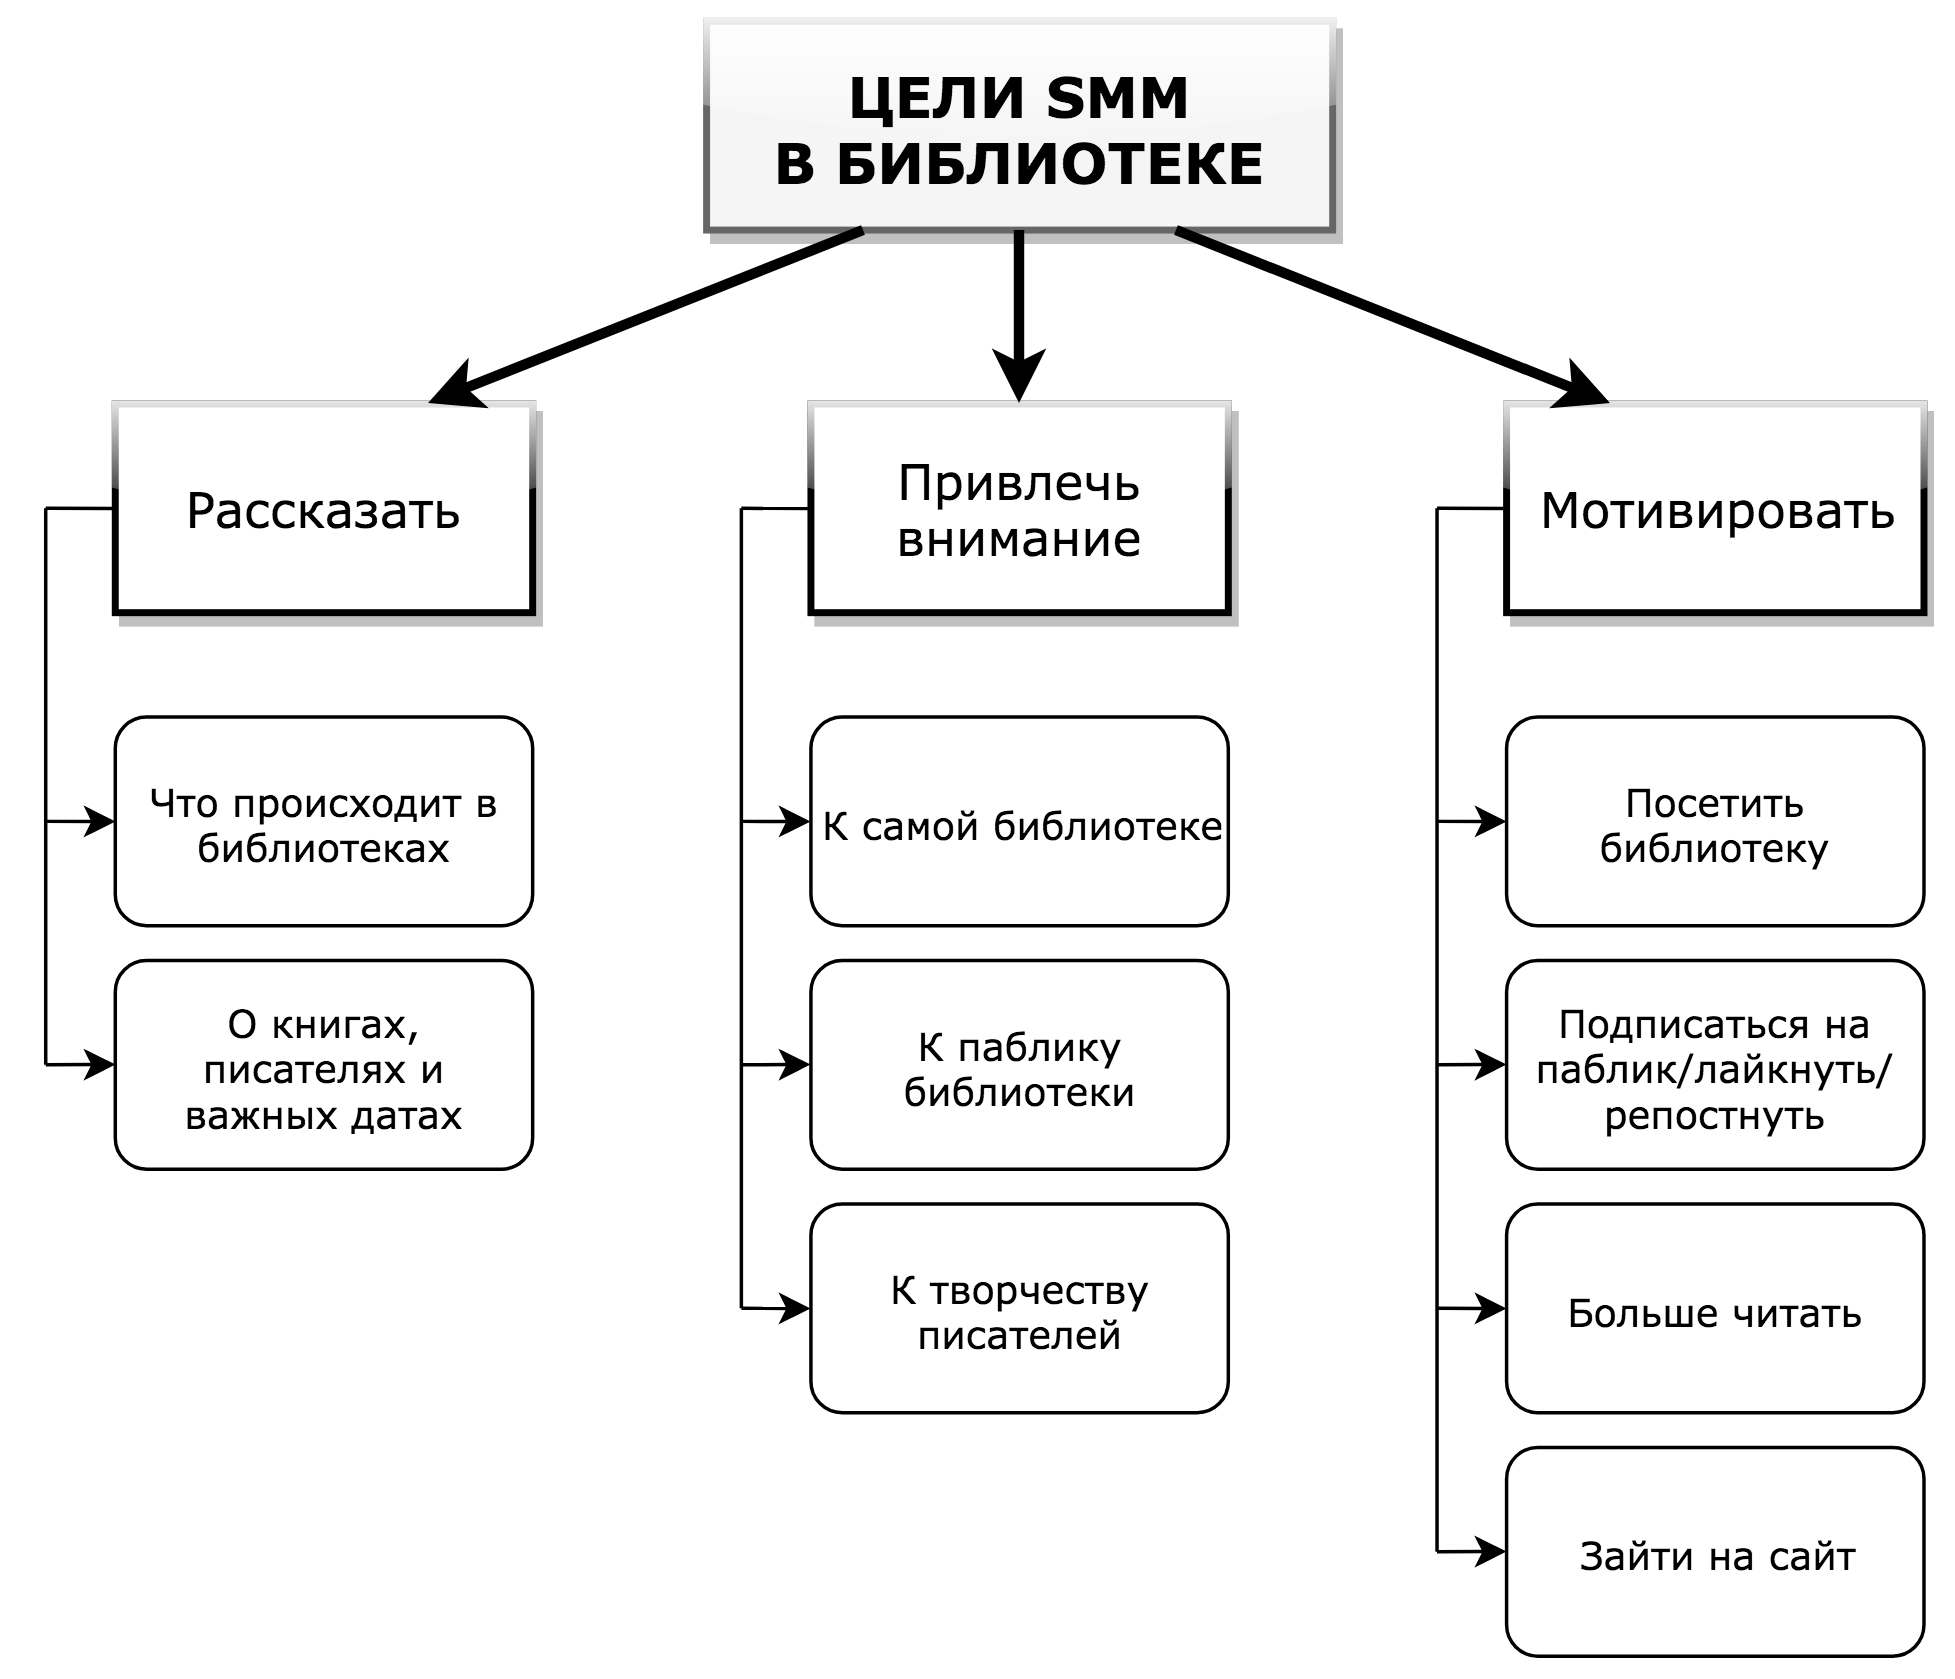 ЦЕЛИ SMM
В БИБЛИОТЕКЕ
Рассказать
Что происходит в
библиотеках
О книгах,
писателях и
важных датах
Привлечь
внимание
К самой библиотеке
К паблику
библиотеки
К творчеству
писателей
Мотивировать
Посетить
библиотеку
Подписаться на
паблик/лайкнуть/
репостнуть
Больше читать
Зайти на сайт